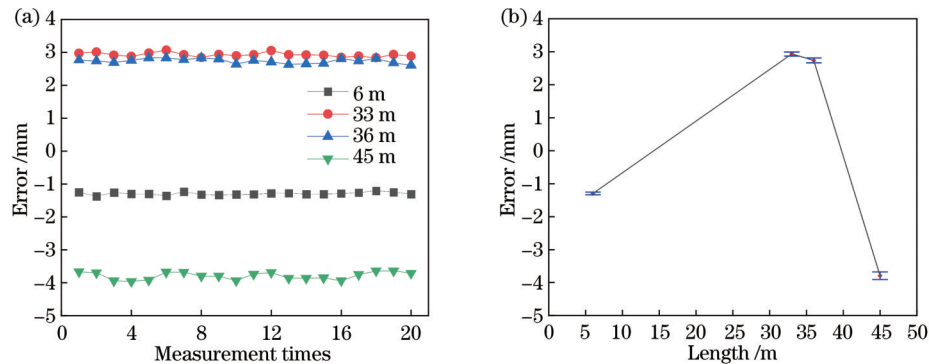 (a)
4
3
2
1
0
−1
−2
−3
−4
−5
Error /mm
6 m
33 m
36 m
45 m
0 4 8 12 16 20
Measurement times
(b)
4
3
2
1
0
−1
−2
−3
−4
−5
Error /mm
0 5 10 15 20 25 30 35 40 45 50
Length /m